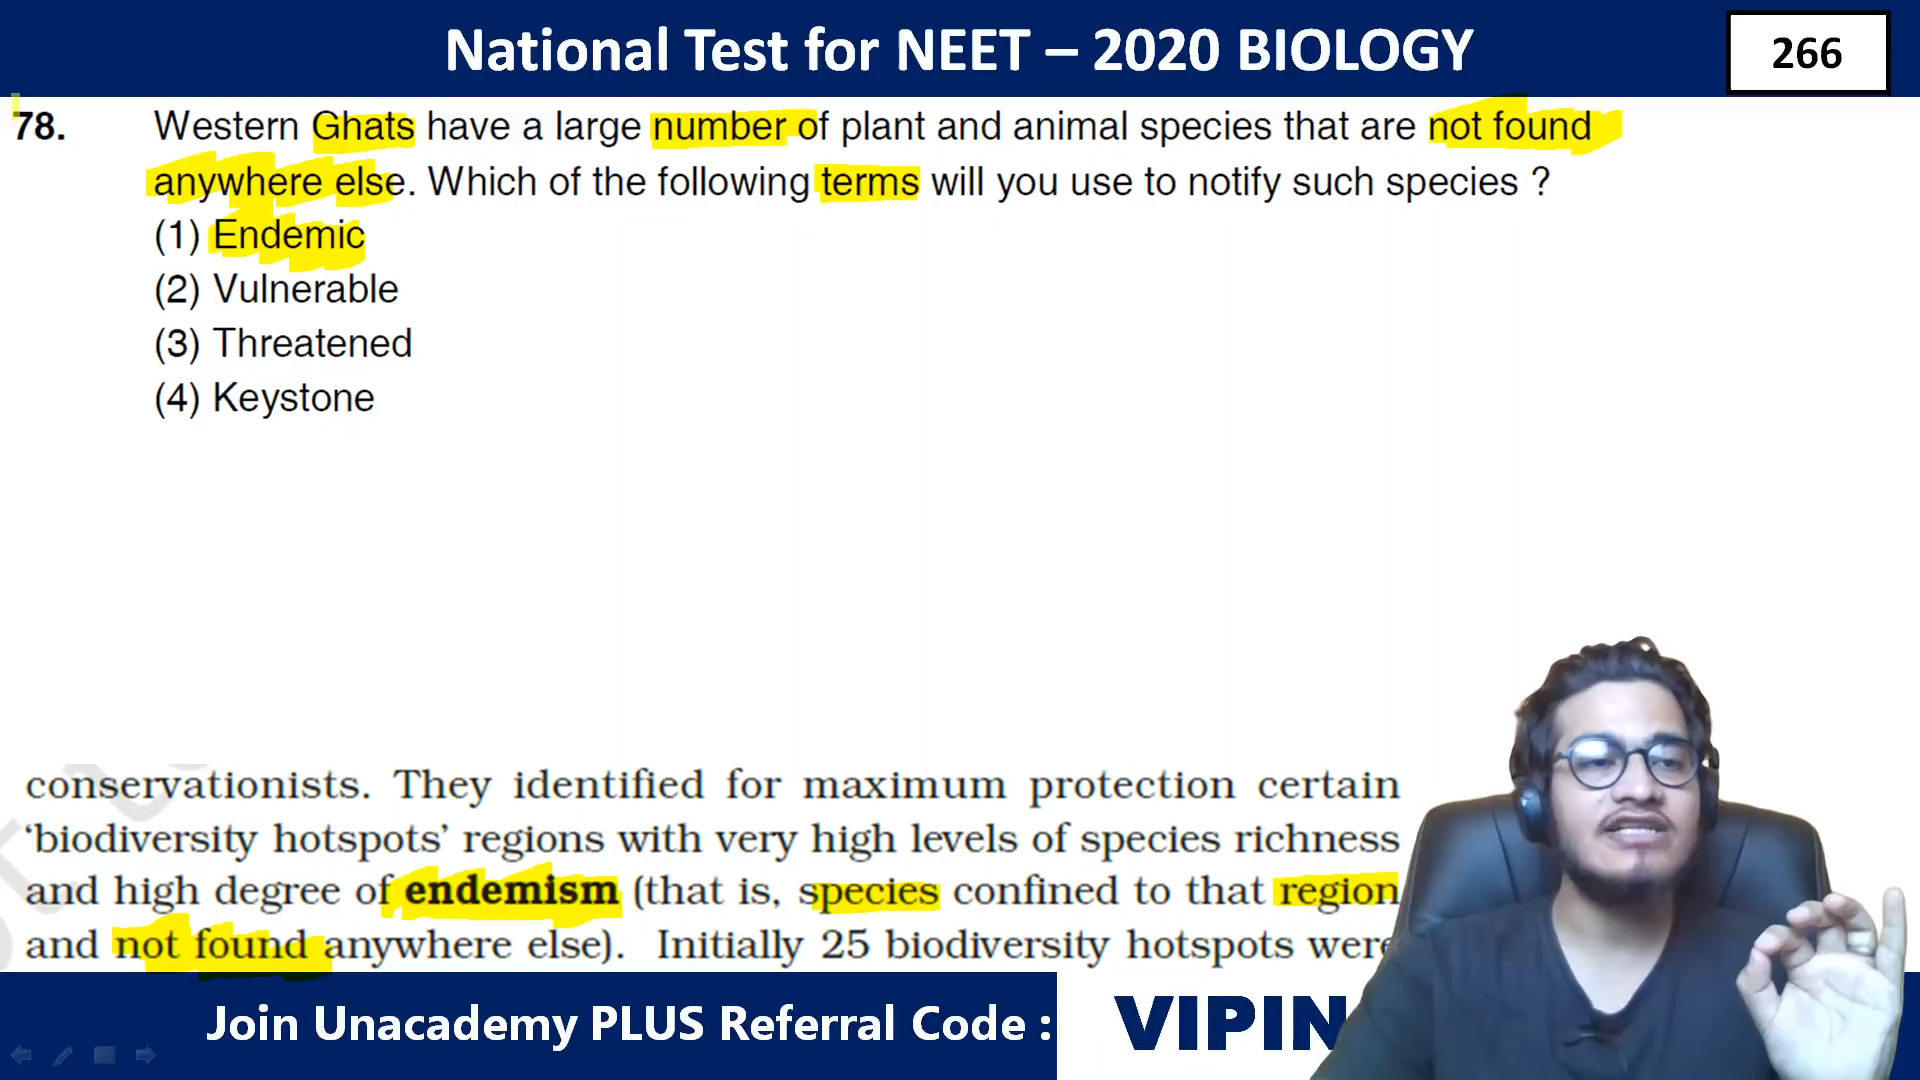 National Test for NEET – 2020 BIOLOGY
266
78. Western Ghats have a large number of plant and animal species that are not found
anywhere else. Which of the following terms will you use to notify such species ?
(1) Endemic
(2) Vulnerable
(3) Threatened
(4) Keystone
conservationists. They identified for maximum protection certain
‘biodiversity hotspots’ regions with very high levels of species richness
and high degree of endemism (that is, species confined to that region
and not found anywhere else). Initially 25 biodiversity hotspots were
Join Unacademy PLUS Referral Code :
VIPIN